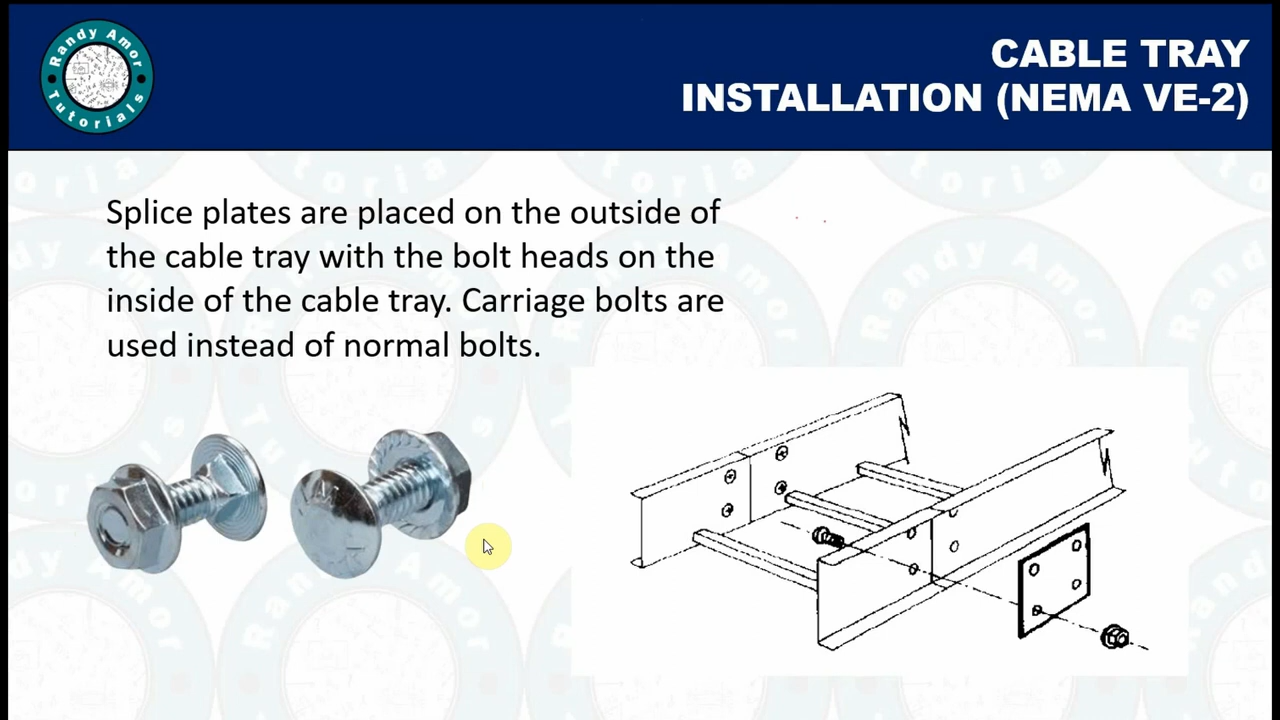 Randy Amor
Tutorials
CABLE TRAY
INSTALLATION (NEMA VE-2)
Splice plates are placed on the outside of
the cable tray with the bolt heads on the
inside of the cable tray. Carriage bolts are
used instead of normal bolts.